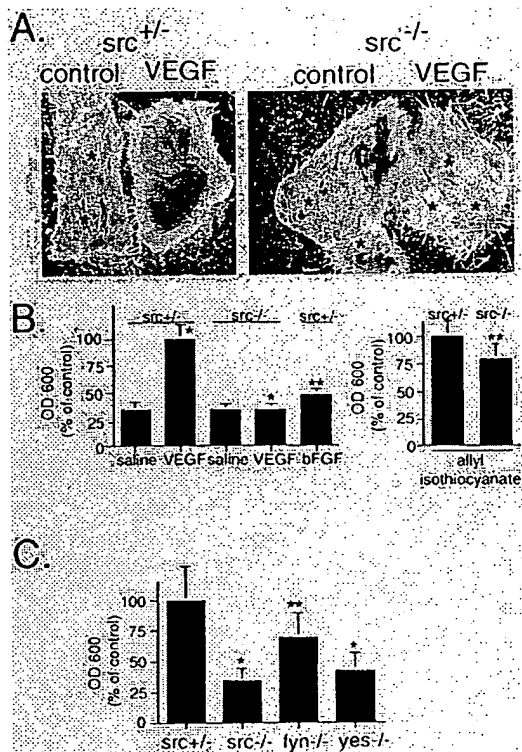 A.
src+/-
src-/-
control VEGF
control VEGF
B
src+/- src-/- src+/-
OD 600
(% of control)
100
75
50
25
0
*
*
**
saline VEGF saline VEGF bFGF
src+/- src-/-
OD 600
(% of control)
100
75
50
25
0
**
allyl
isothiocyanate
C.
OD 600
(% of control)
100
75
50
25
0
*
**
*
src+/- src-/- fyn-/- yes-/-